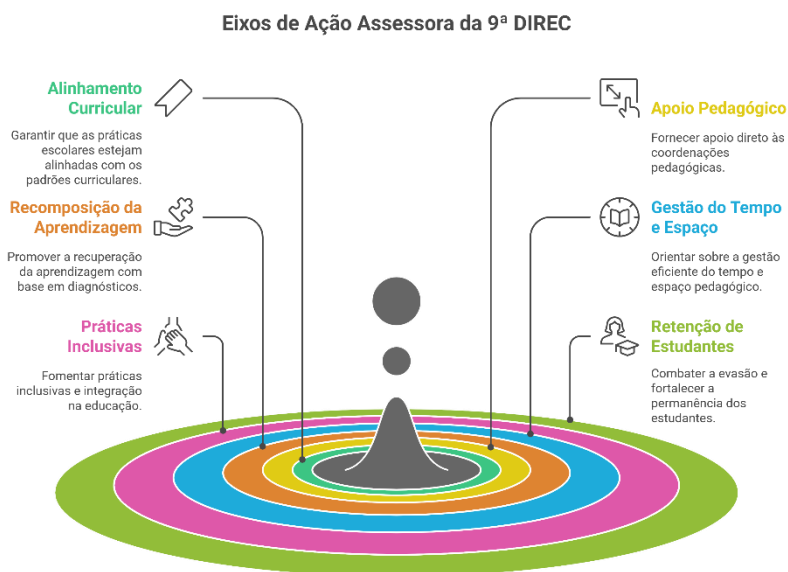 Eixos de Ação Assessora da 9ª DIREC
Alinhamento
Curricular
Garantir que as práticas
escolares estejam
alinhadas com os
padrões curriculares.
Recomposição da
Aprendizagem
Promover a recuperação
da aprendizagem com
base em diagnósticos.
Práticas
Inclusivas
Fomentar práticas
inclusivas e integração
na educação.
Apoio Pedagógico
Fornecer apoio direto às
coordenações
pedagógicas.
Gestão do Tempo
e Espaço
Orientar sobre a gestão
eficiente do tempo e
espaço pedagógico.
Retenção de
Estudantes
Combater a evasão e
fortalecer a
permanência dos
estudantes.